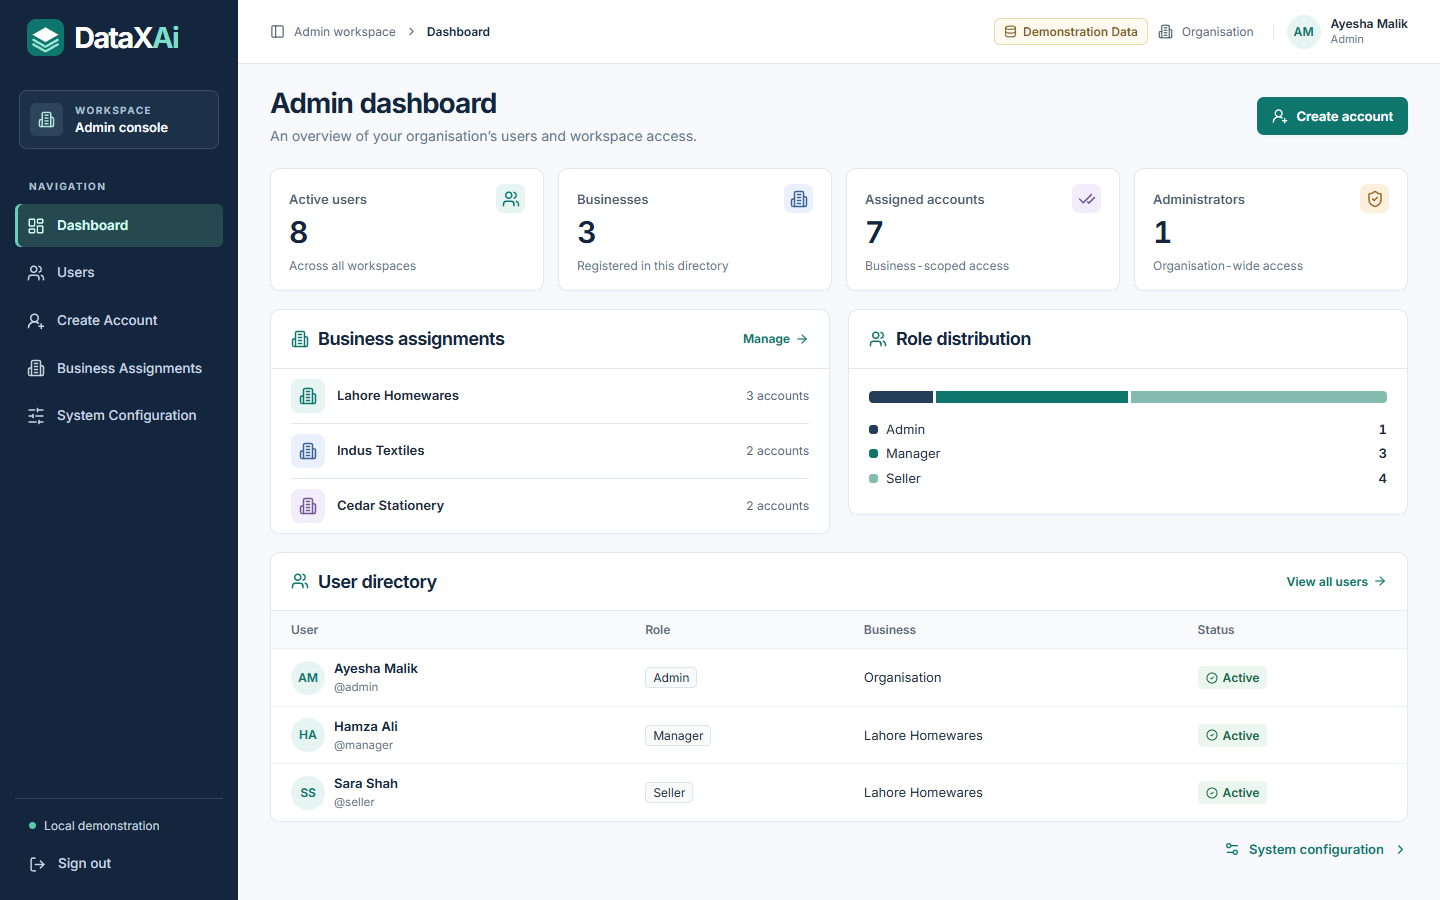 DataXAi
WORKSPACE
Admin console
NAVIGATION
Dashboard
Users
Create Account
Business Assignments
System Configuration
Local demonstration
Sign out
Admin workspace > Dashboard
Demonstration Data
Organisation
AM
Ayesha Malik
Admin
Admin dashboard
An overview of your organisation's users and workspace access.
Create account
Active users
8
Across all workspaces
Businesses
3
Registered in this directory
Assigned accounts
7
Business-scoped access
Administrators
1
Organisation-wide access
Business assignments
Manage →
Lahore Homewares 3 accounts
Indus Textiles 2 accounts
Cedar Stationery 2 accounts
Role distribution
Admin 1
Manager 3
Seller 4
User directory
View all users →
User Role Business Status
AM Ayesha Malik @admin Admin Organisation Active
HA Hamza Ali @manager Manager Lahore Homewares Active
SS Sara Shah @seller Seller Lahore Homewares Active
System configuration >